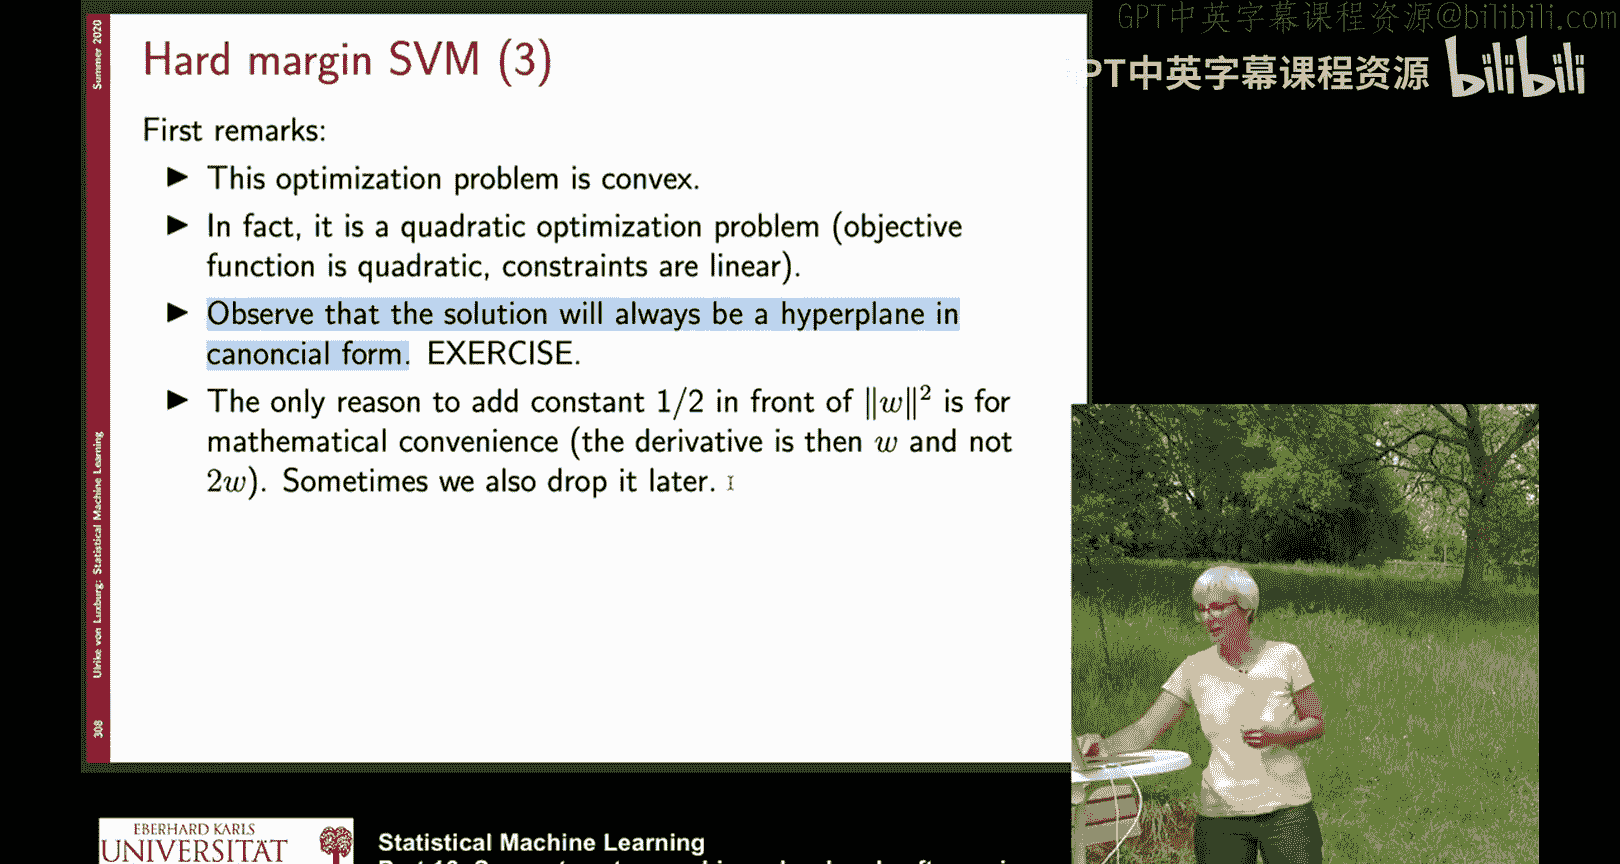 GPT中英字幕课程资源@bilibili.com
PT中英字幕课程资源 bilibili
Summer 2020
Hard margin SVM (3)
First remarks:
► This optimization problem is convex.
► In fact, it is a quadratic optimization problem (objective
function is quadratic, constraints are linear).
► Observe that the solution will always be a hyperplane in
canoncial form. EXERCISE.
► The only reason to add constant 1/2 in front of ‖w‖² is for
mathematical convenience (the derivative is then w and not
2w). Sometimes we also drop it later.
Ulrike von Luxburg: Statistical Machine Learning
308
EBERHARD KARLS
UNIVERSITÄT
Statistical Machine Learning